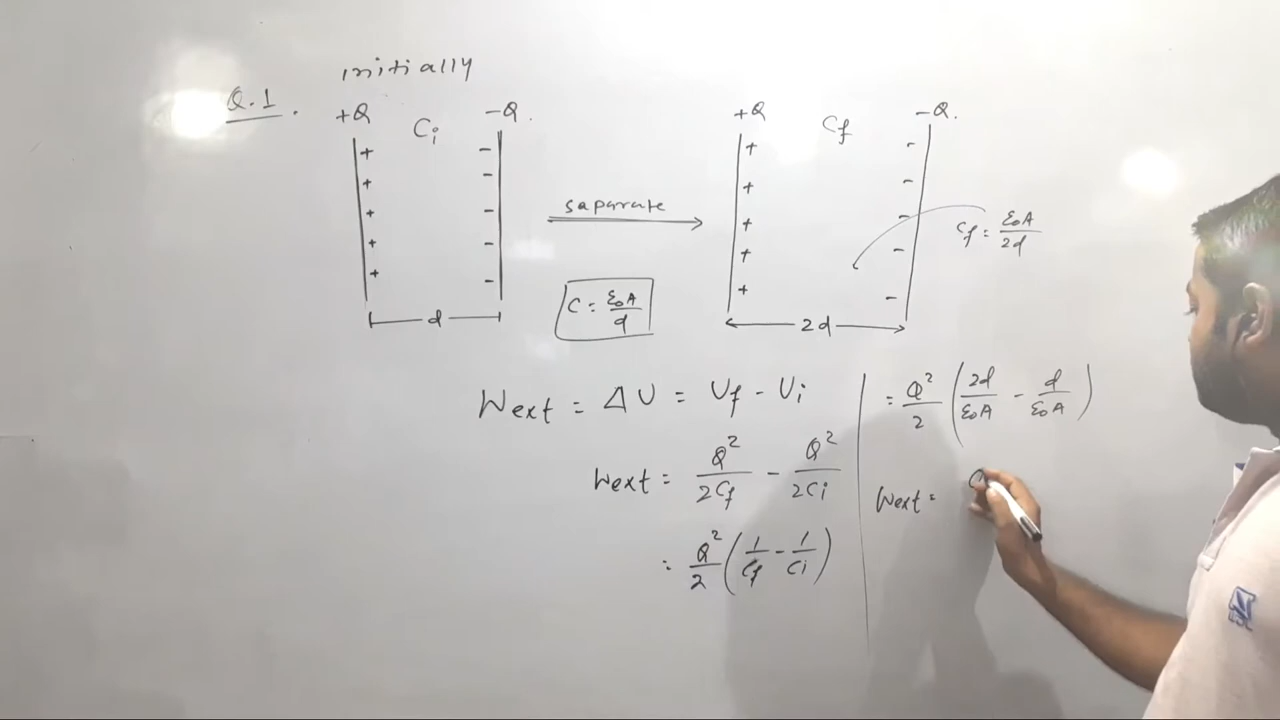 initially
Q.1.
+Q Ci -Q.
+Q Cf -Q.
saparate
Cf = ε₀A/2d
C = ε₀A/d
d
2d
Wext = ΔU = Uf - Ui
Wext = Q²/2Cf - Q²/2Ci
= Q²/2 (1/Cf - 1/Ci)
= Q²/2 (2d/ε₀A - d/ε₀A)
Wext =